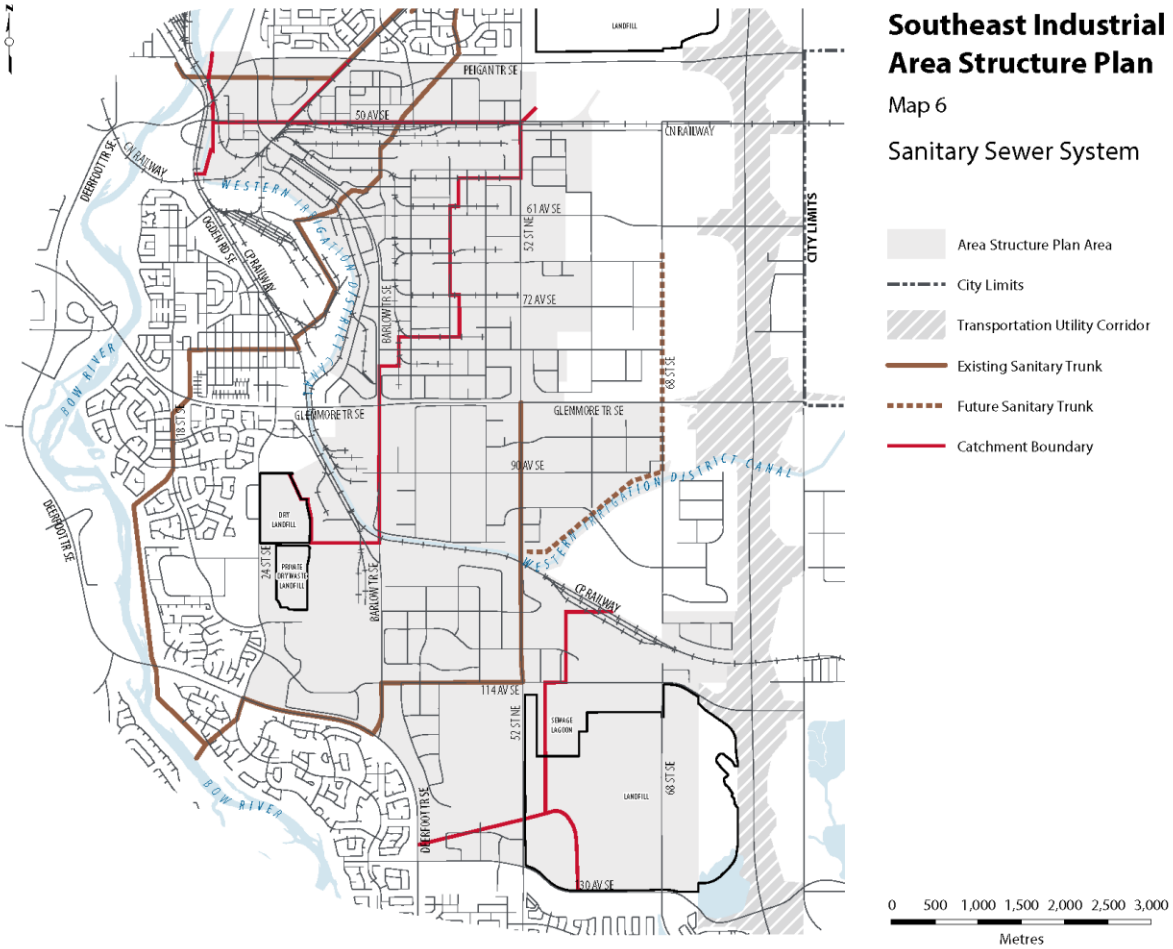 N
LANDFILL
PEIGAN TR SE
50 AV SE
CN RAILWAY
CN RAILWAY
DEERFOOT TR SE
WESTERN IRRIGATION DISTRICT CANAL
61 AV SE
52 ST NE
OGDEN RD SE
CP RAILWAY
CITY LIMITS
72 AV SE
BARLOW TR SE
BOW RIVER
68 ST SE
18 ST SE
GLENMORE TR SE
GLENMORE TR SE
90 AV SE
WESTERN IRRIGATION DISTRICT CANAL
DEERFOOT TR SE
DRY
LANDFILL
24 ST SE
PRIVATE
DRY WASTE
LANDFILL
BARLOW TR SE
CP RAILWAY
114 AV SE
52 ST NE
SEWAGE
LAGOON
68 ST SE
LANDFILL
BOW RIVER
DEERFOOT TR SE
130 AV SE
Southeast Industrial
Area Structure Plan
Map 6
Sanitary Sewer System
Area Structure Plan Area
City Limits
Transportation Utility Corridor
Existing Sanitary Trunk
Future Sanitary Trunk
Catchment Boundary
0 500 1,000 1,500 2,000 2,500 3,000
Metres